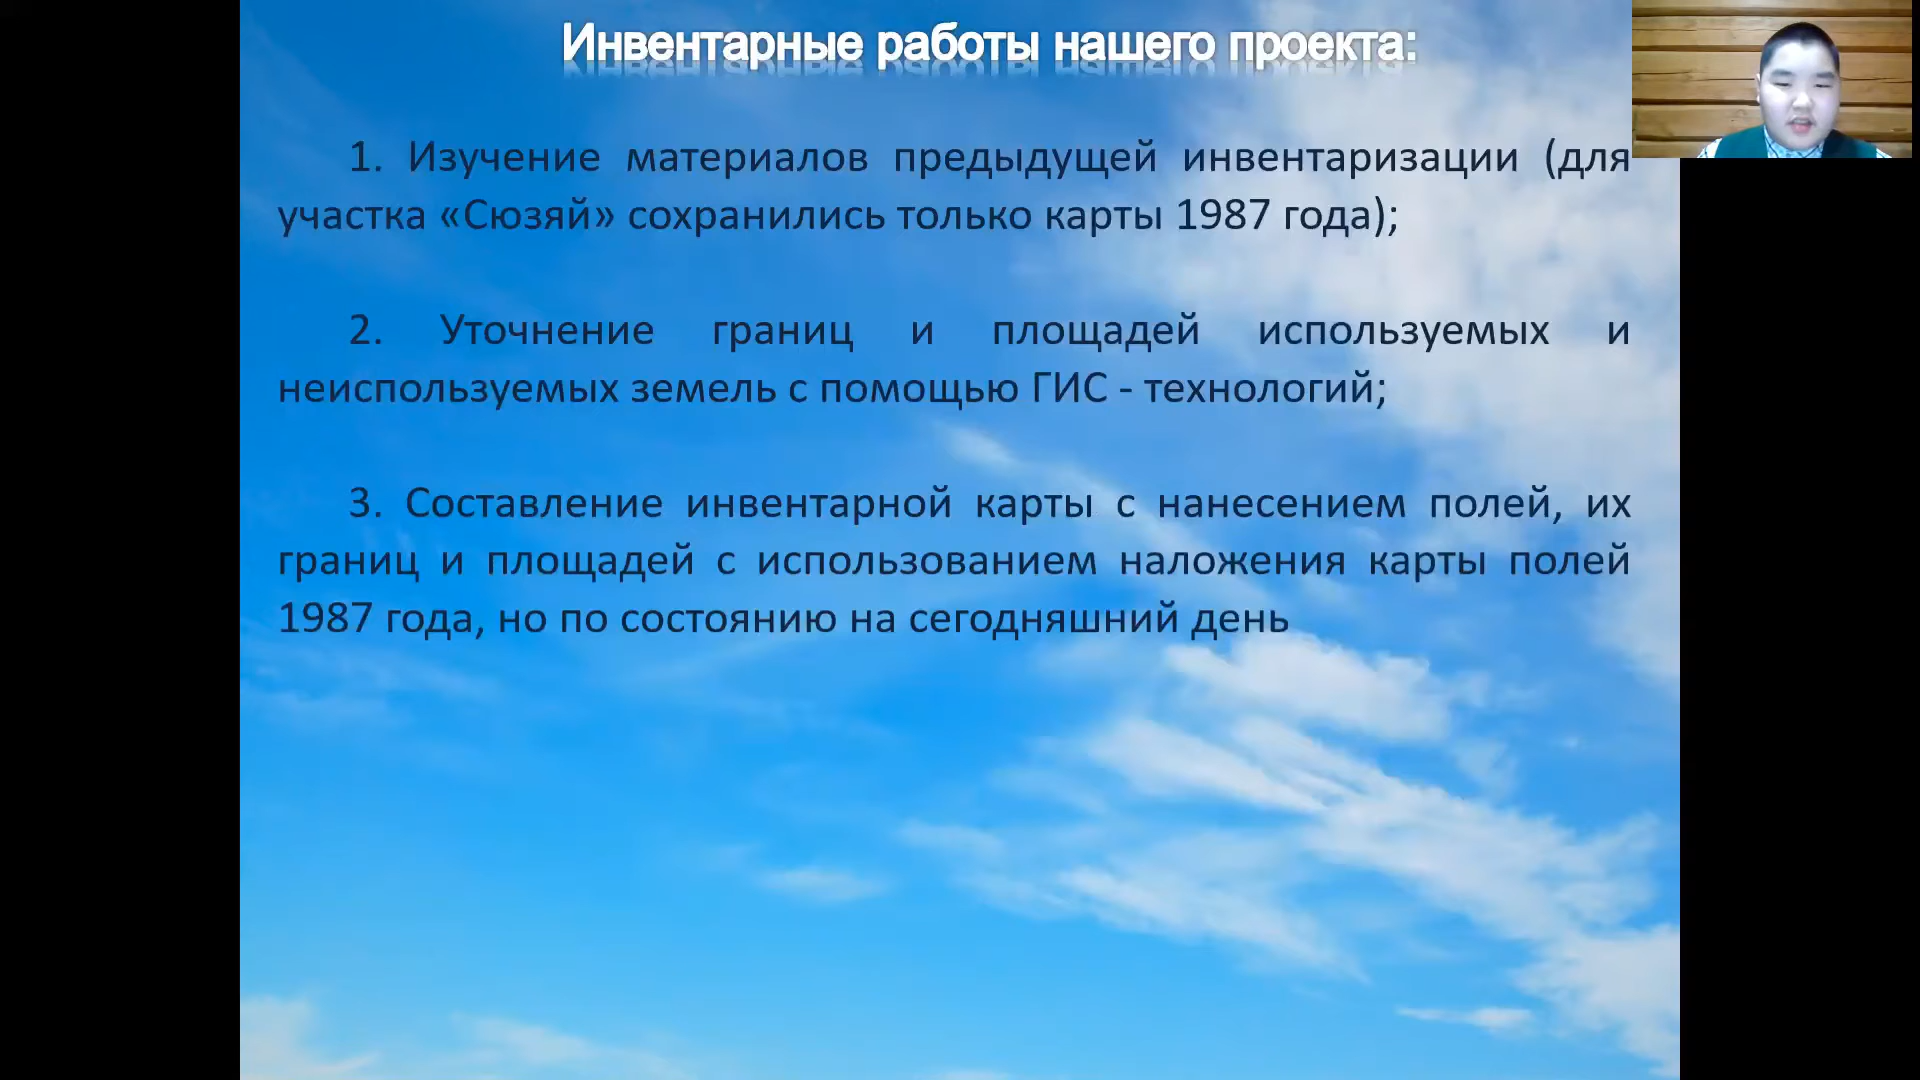 Инвентарные работы нашего проекта:
1. Изучение материалов предыдущей инвентаризации (для
участка «Сюзяй» сохранились только карты 1987 года);
2. Уточнение границ и площадей используемых и
неиспользуемых земель с помощью ГИС - технологий;
3. Составление инвентарной карты с нанесением полей, их
границ и площадей с использованием наложения карты полей
1987 года, но по состоянию на сегодняшний день